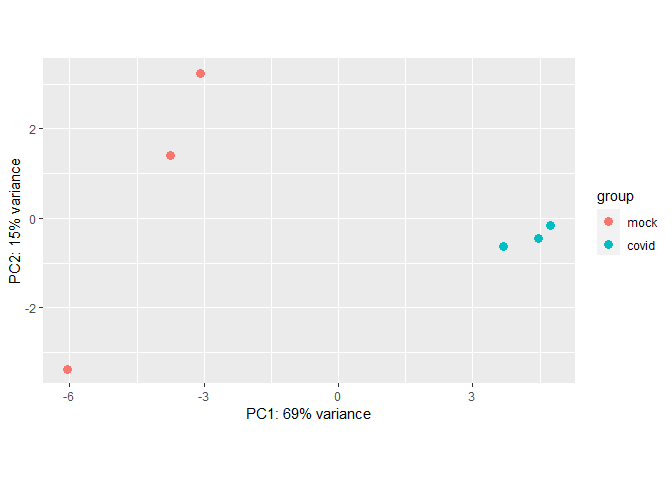 2
0
-2
-6
-3
0
3
PC1: 69% variance
PC2: 15% variance
group
mock
covid